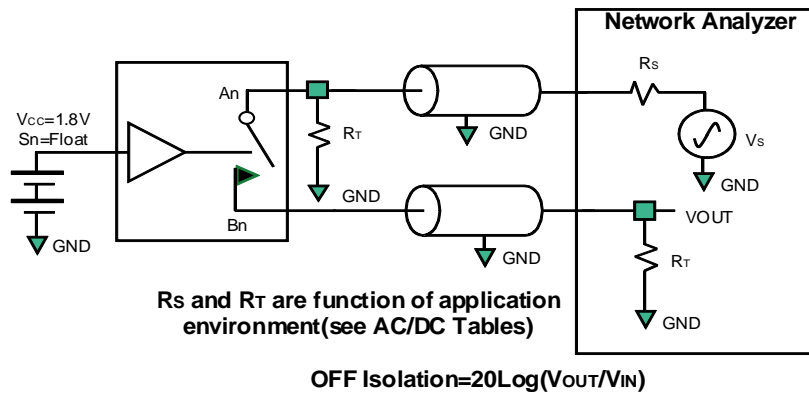 Network Analyzer
RS
An
VCC=1.8V
Sn=Float
RT
GND
VS
GND
GND
GND
Bn
VOUT
GND
RT
GND
RS and RT are function of application
environment(see AC/DC Tables)
OFF Isolation=20Log(VOUT/VIN)